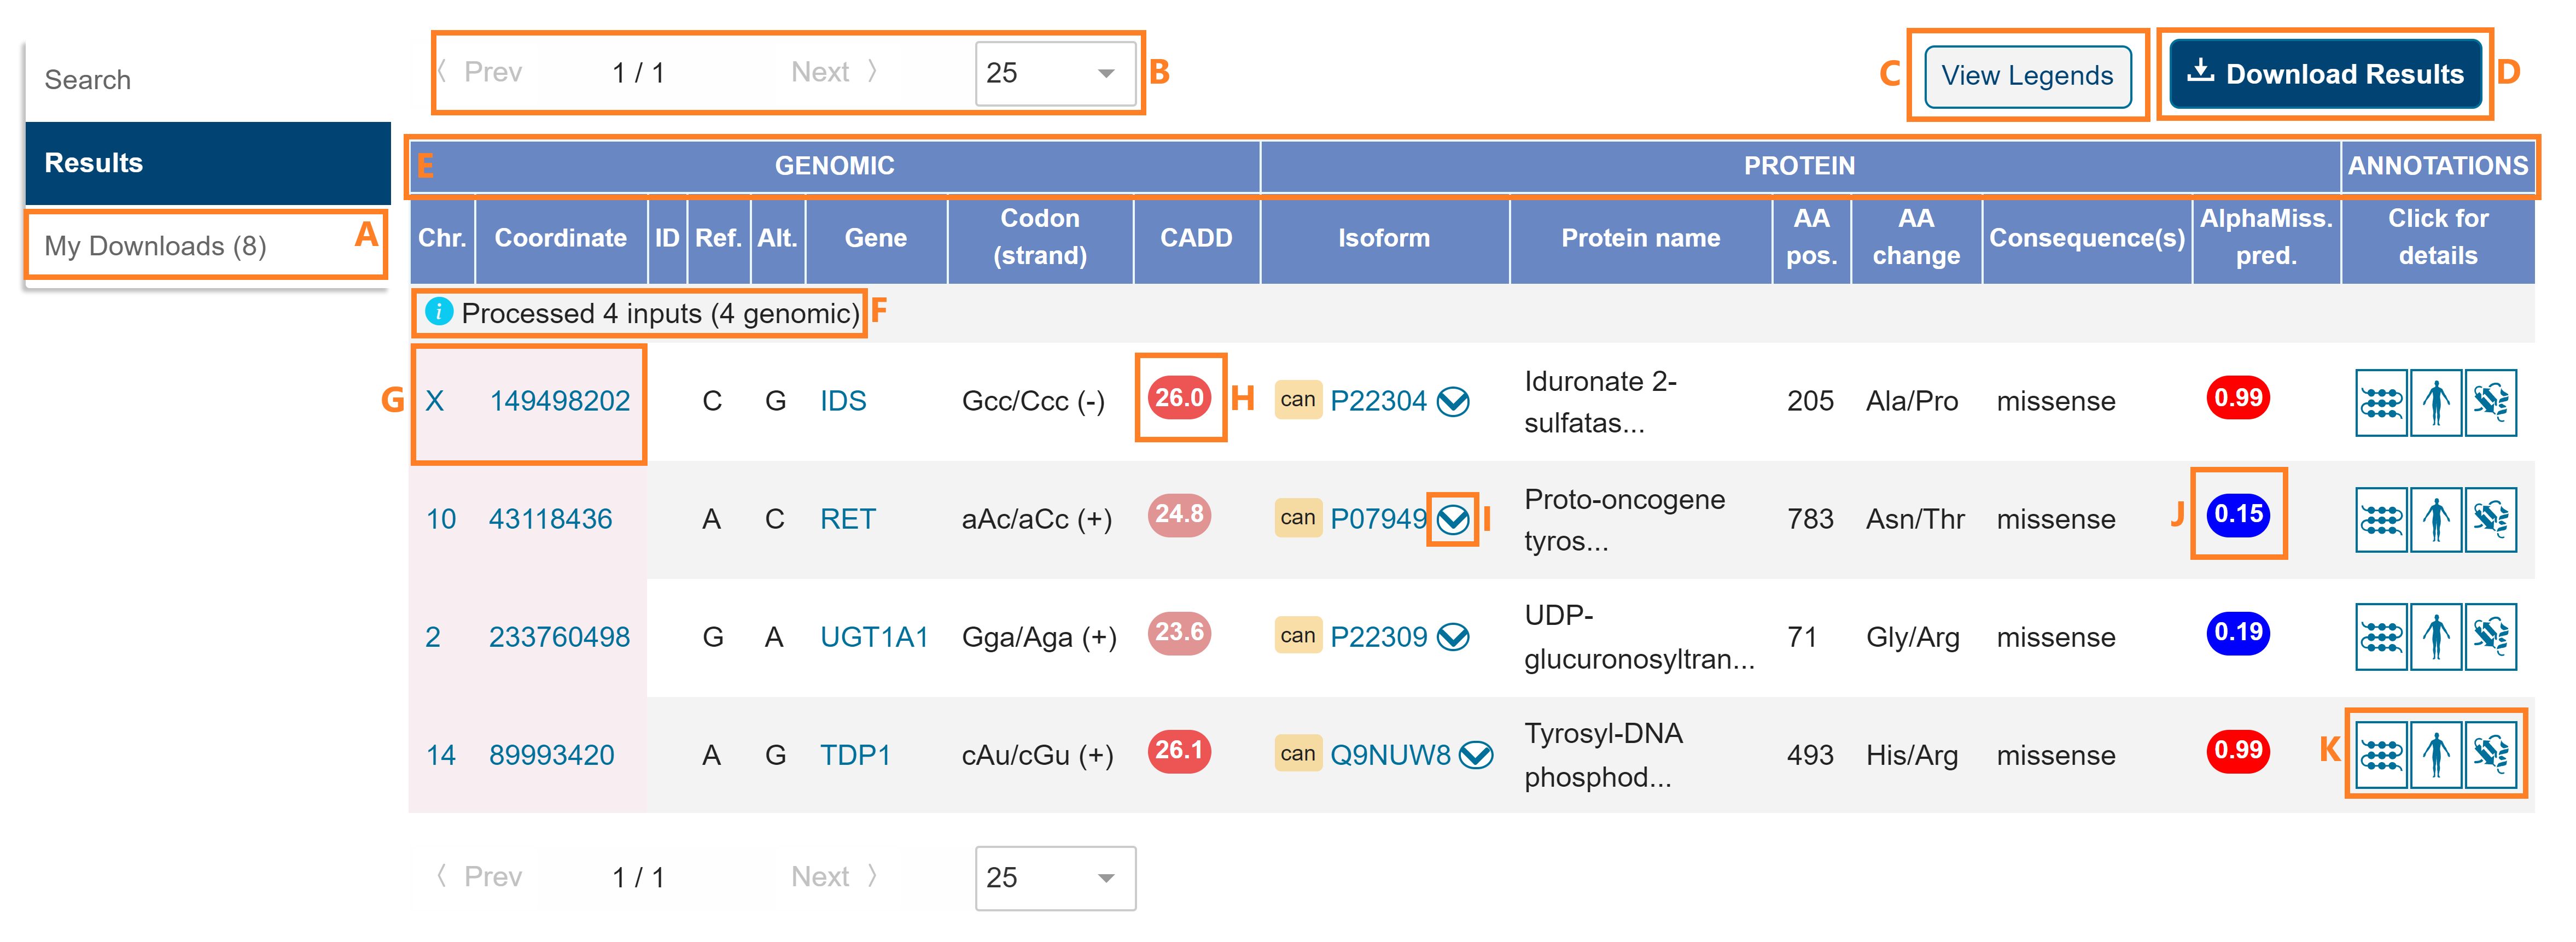 Search
Results
My Downloads (8) A
〈 Prev 1 / 1 Next 〉 25 B
C View Legends Download Results D
E GENOMIC PROTEIN ANNOTATIONS
Chr. Coordinate ID Ref. Alt. Gene Codon (strand) CADD Isoform Protein name AA pos. AA change Consequence(s) AlphaMiss. pred. Click for details
i Processed 4 inputs (4 genomic) F
G X 149498202 C G IDS Gcc/Ccc (-) 26.0 H can P22304 Iduronate 2-sulfatas... 205 Ala/Pro missense 0.99
10 43118436 A C RET aAc/aCc (+) 24.8 can P07949 I Proto-oncogene tyros... 783 Asn/Thr missense J 0.15
2 233760498 G A UGT1A1 Gga/Aga (+) 23.6 can P22309 UDP-glucuronosyltran... 71 Gly/Arg missense 0.19
14 89993420 A G TDP1 cAu/cGu (+) 26.1 can Q9NUW8 Tyrosyl-DNA phosphod... 493 His/Arg missense 0.99 K
〈 Prev 1 / 1 Next 〉 25